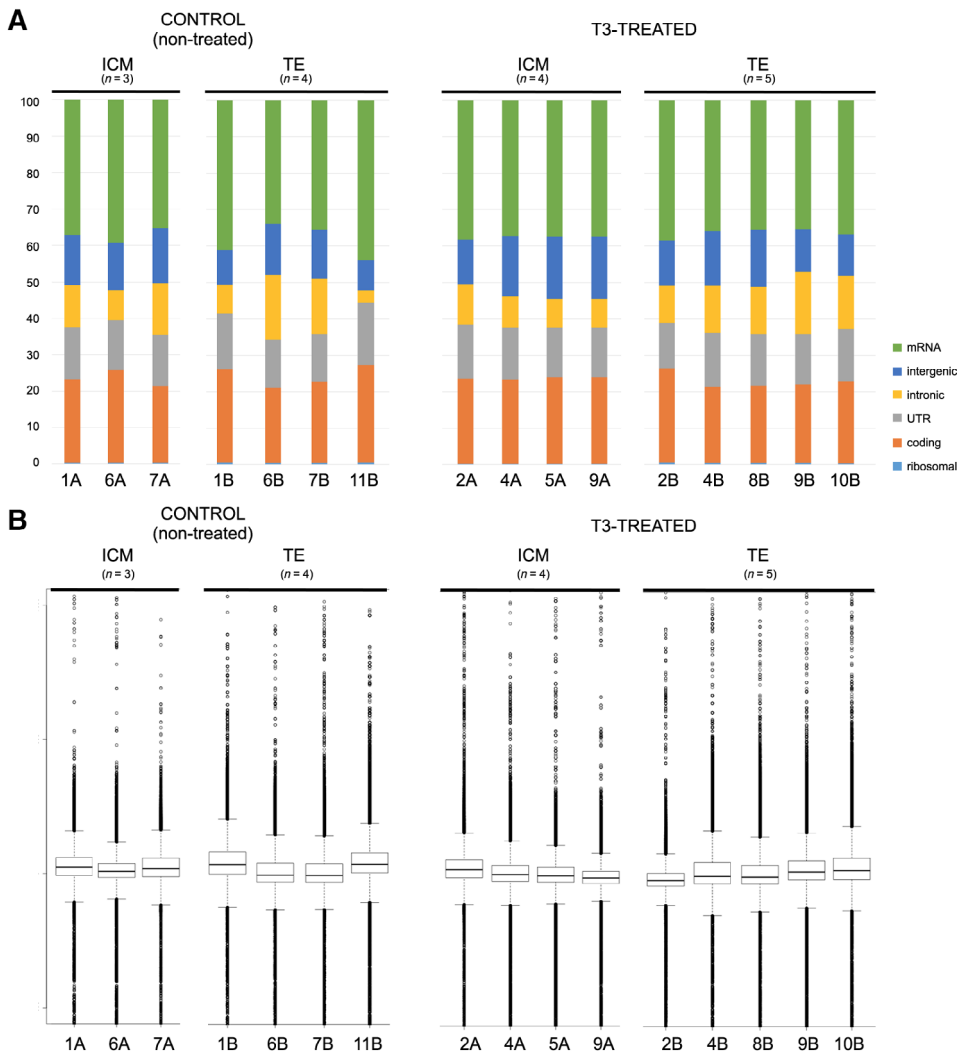 A
CONTROL
(non-treated)
T3-TREATED
ICM
(n = 3)
TE
(n = 4)
ICM
(n = 4)
TE
(n = 5)
100
90
80
70
60
50
40
30
20
10
0
mRNA
intergenic
intronic
UTR
coding
ribosomal
1A 6A 7A 1B 6B 7B 11B 2A 4A 5A 9A 2B 4B 8B 9B 10B
B
CONTROL
(non-treated)
T3-TREATED
ICM
(n = 3)
TE
(n = 4)
ICM
(n = 4)
TE
(n = 5)
1A 6A 7A 1B 6B 7B 11B 2A 4A 5A 9A 2B 4B 8B 9B 10B